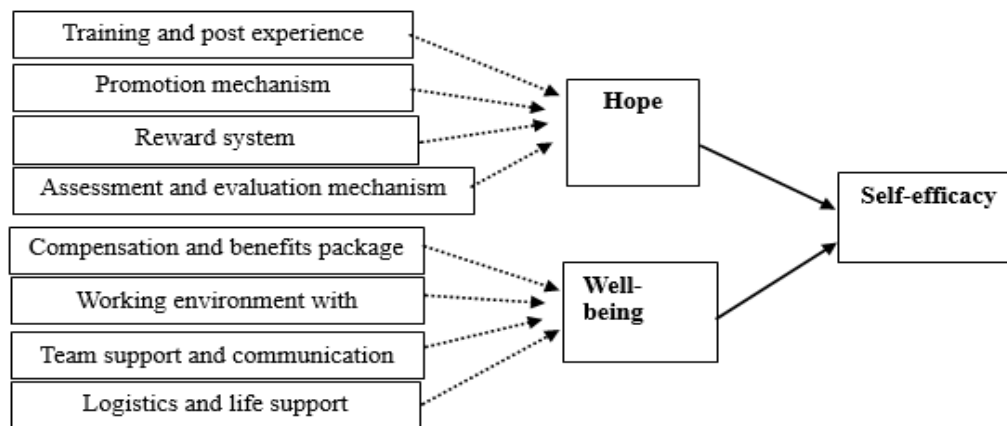 Training and post experience
Promotion mechanism
Reward system
Assessment and evaluation mechanism
Hope
Self-efficacy
Compensation and benefits package
Working environment with
Team support and communication
Logistics and life support
Well-
being